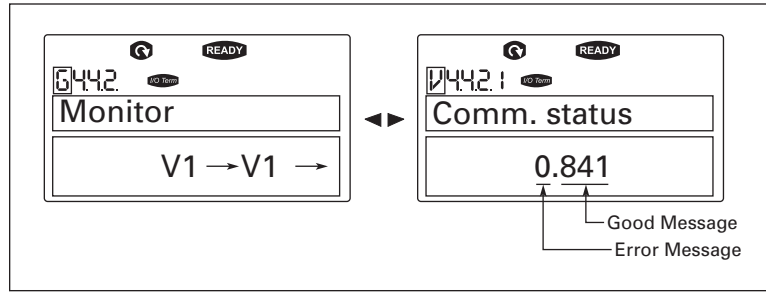 READY
G4.4.2.
I/O Term
Monitor
V1 → V1 →
READY
V4.4.2.1
I/O Term
Comm. status
0.841
Good Message
Error Message